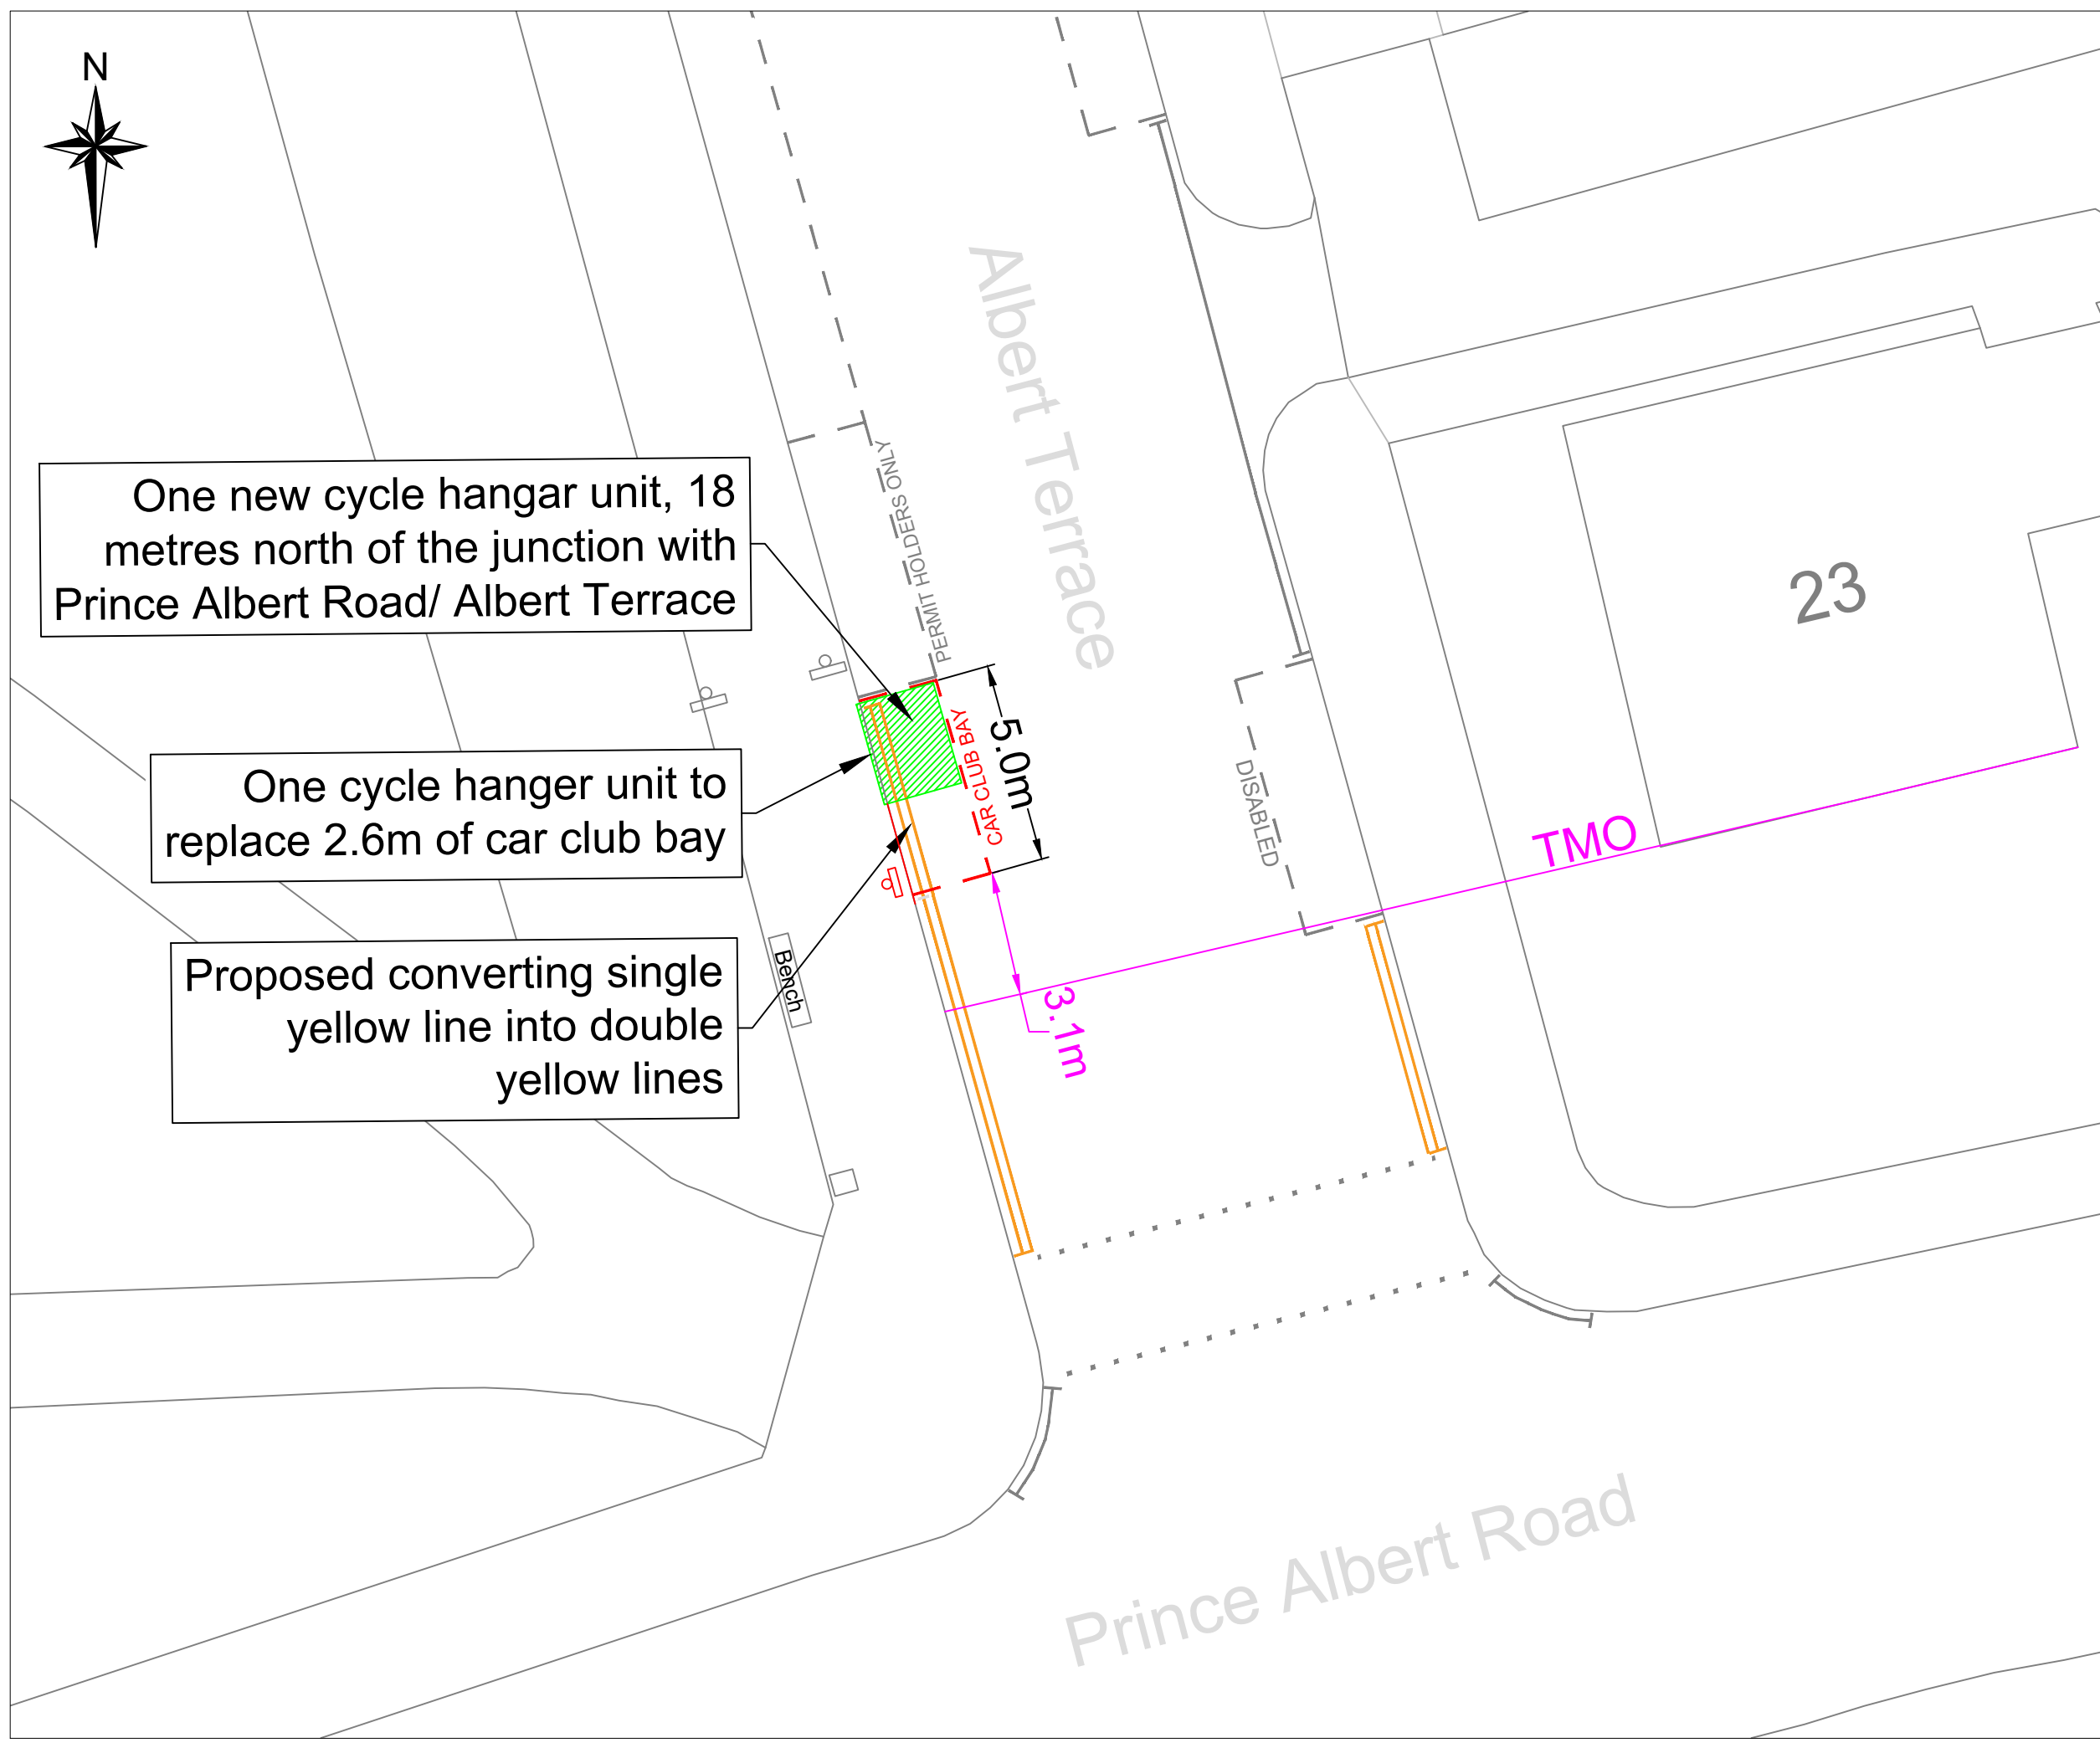 N
Albert Terrace
One new cycle hangar unit, 18
metres north of the junction with
Prince Albert Road/ Albert Terrace
PERMIT HOLDERS ONLY
23
CAR CLUB BAY
5.0m
One cycle hanger unit to
replace 2.6m of car club bay
DISABLED
TMO
Proposed converting single
yellow line into double
yellow lines
Bench
3.1m
Prince Albert Road